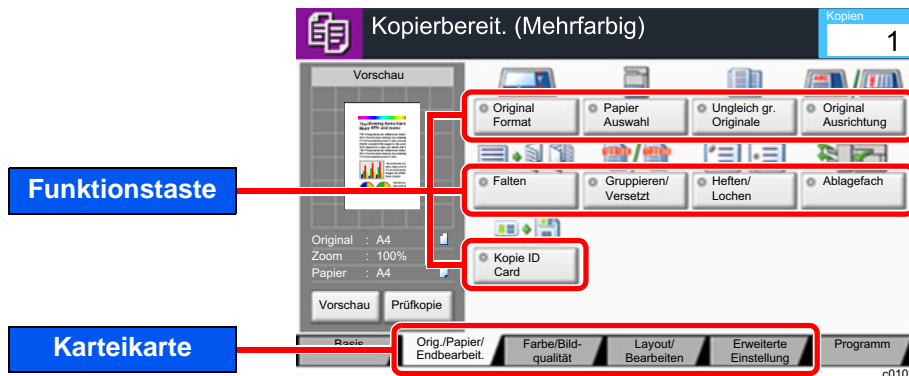 Kopierbereit. (Mehrfarbig)
Kopien
1
Vorschau
Original
Format
Papier
Auswahl
Ungleich gr.
Originale
Original
Ausrichtung
Funktionstaste
Falten
Gruppieren/
Versetzt
Heften/
Lochen
Ablagefach
Original : A4
Zoom : 100%
Papier : A4
Kopie ID
Card
Vorschau
Prüfkopie
Karteikarte
Basis
Orig./Papier/
Endbearbeit.
Farbe/Bild-
qualität
Layout/
Bearbeiten
Erweiterte
Einstellung
Programm
c010